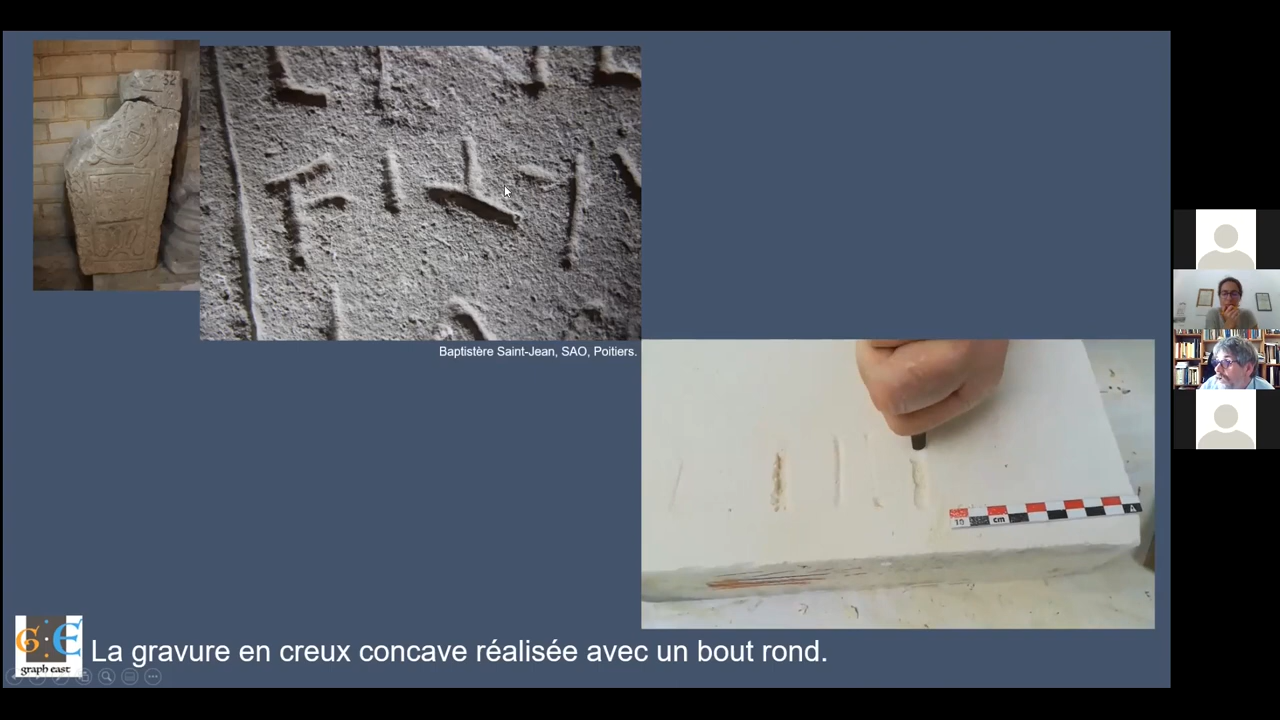 52
Baptistère Saint-Jean, SAO, Poitiers.
10 cm
La gravure en creux concave réalisée avec un bout rond.
G:E
graph east